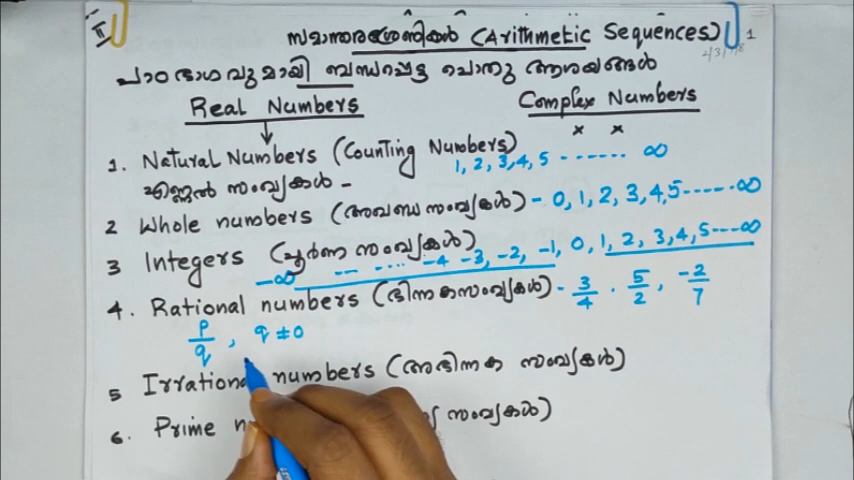 II സമാന്തരശ്രേണികൾ (Arithmetic Sequences) 1
പാഠഭാഗവുമായി ബന്ധപ്പെട്ട പൊതു ആശയങ്ങൾ
Real Numbers Complex Numbers
x x
1. Natural Numbers (Counting Numbers) 1, 2, 3, 4, 5 ....... ∞
എണ്ണൽ സംഖ്യകൾ -
2 Whole numbers (അഖണ്ഡ സംഖ്യകൾ) - 0, 1, 2, 3, 4, 5 ...... ∞
3 Integers (പൂർണ സംഖ്യകൾ)
-∞ -- .... -4 -3, -2, -1, 0, 1, 2, 3, 4, 5 --- ∞
4. Rational numbers (ഭിന്നകസംഖ്യകൾ) - 3/4 . 5/2, -2/7
p/q, q ≠ 0
5 Irrational numbers (അഭിന്നക സംഖ്യകൾ)
6. Prime സംഖ്യകൾ)